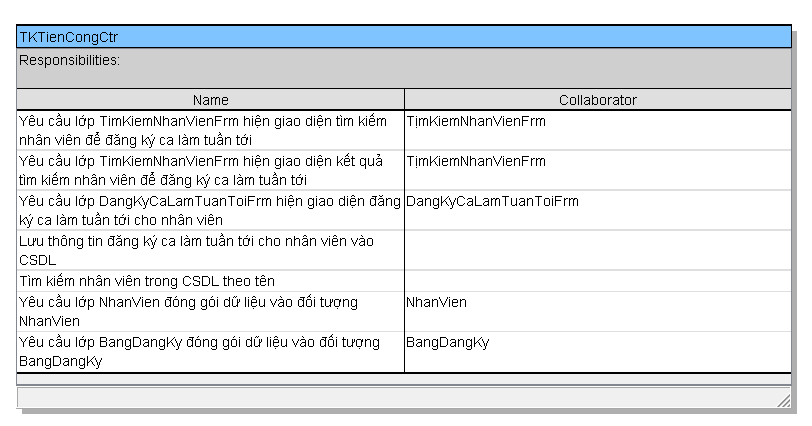 TKTienCongCtr
Responsibilities:
Name
Collaborator
Yêu cầu lớp TimKiemNhanVienFrm hiện giao diện tìm kiếm
nhân viên để đăng ký ca làm tuần tới
TịmKiemNhanVienFrm
Yêu cầu lớp TimKiemNhanVienFrm hiện giao diện kết quả
tìm kiếm nhân viên để đăng ký ca làm tuần tới
TịmKiemNhanVienFrm
Yêu cầu lớp DangKyCaLamTuanToiFrm hiện giao diện đăng
ký ca làm tuần tới cho nhân viên
DangKyCaLamTuanToiFrm
Lưu thông tin đăng ký ca làm tuần tới cho nhân viên vào
CSDL
Tìm kiếm nhân viên trong CSDL theo tên
Yêu cầu lớp NhanVien đóng gói dữ liệu vào đối tượng
NhanVien
NhanVien
Yêu cầu lớp BangDangKy đóng gói dữ liệu vào đối tượng
BangDangKy
BangDangKy